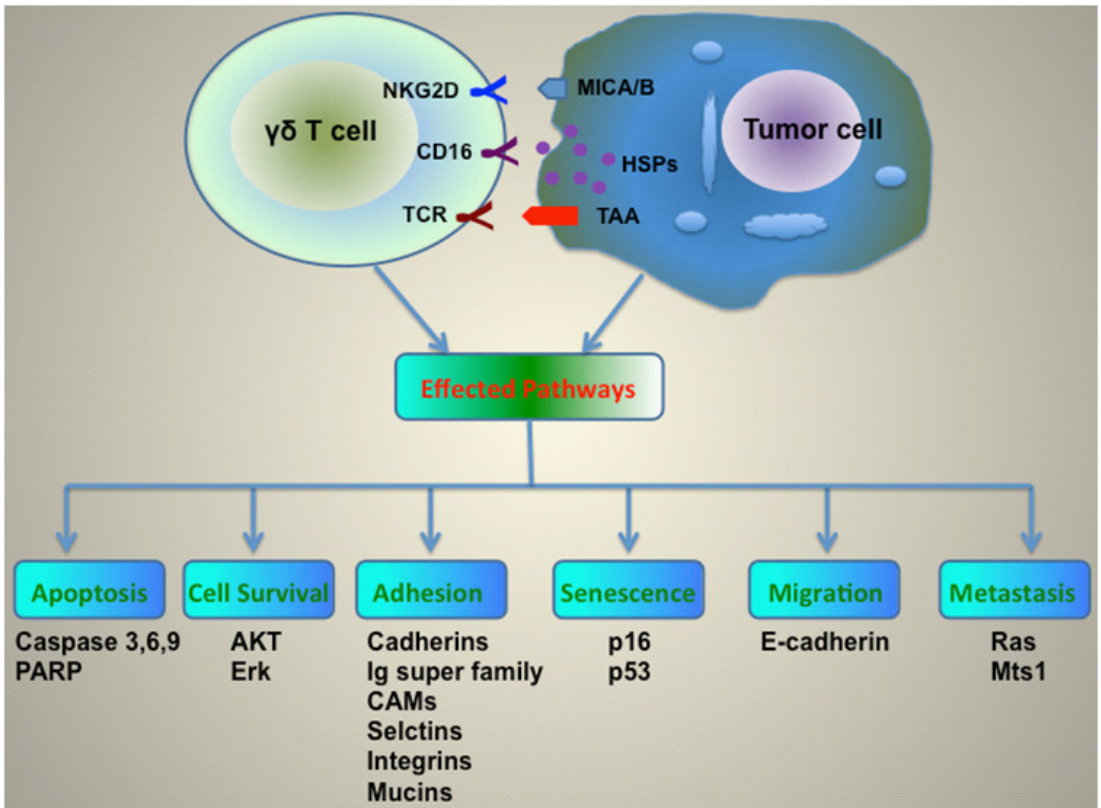 NKG2D
MICA/B
γδ T cell
Tumor cell
CD16
HSPs
TCR
TAA
Effected Pathways
Apoptosis
Cell Survival
Adhesion
Senescence
Migration
Metastasis
Caspase 3,6,9
PARP
AKT
Erk
Cadherins
Ig super family
CAMs
Selctins
Integrins
Mucins
p16
p53
E-cadherin
Ras
Mts1